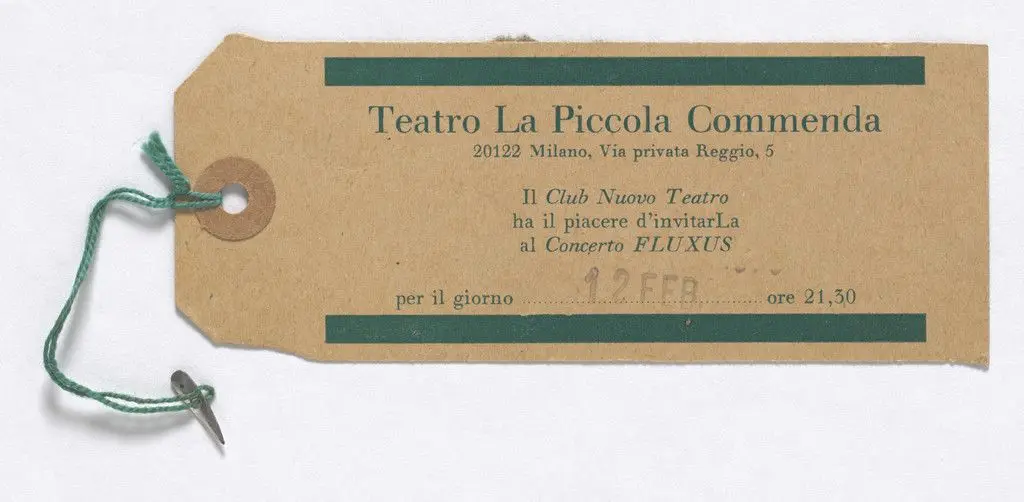 Teatro La Piccola Commenda
20122 Milano, Via privata Reggio, 5
Il Club Nuovo Teatro
ha il piacere d'invitarLa
al Concerto FLUXUS
per il giorno ........ 12 FEB ........ ore 21,30